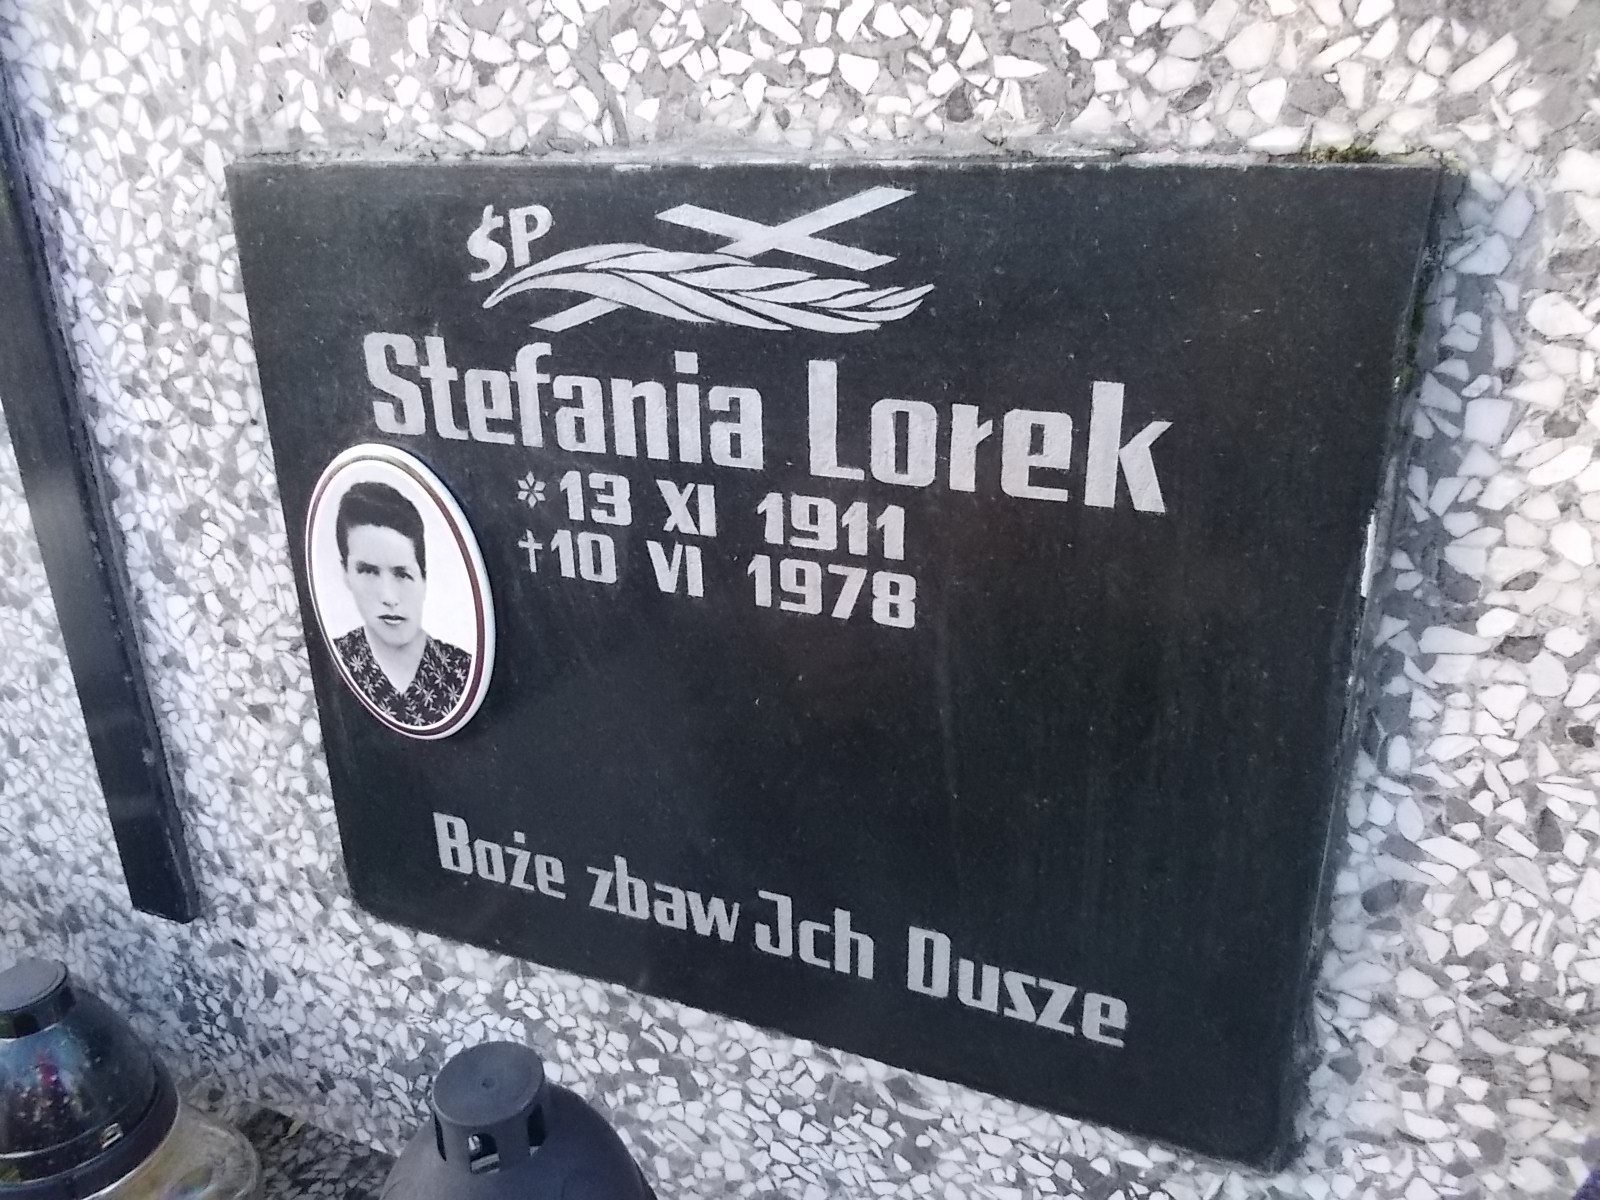 ŚP
Stefania Lorek
* 13 XI 1911
† 10 VI 1978
Boże zbaw Jch Dusze